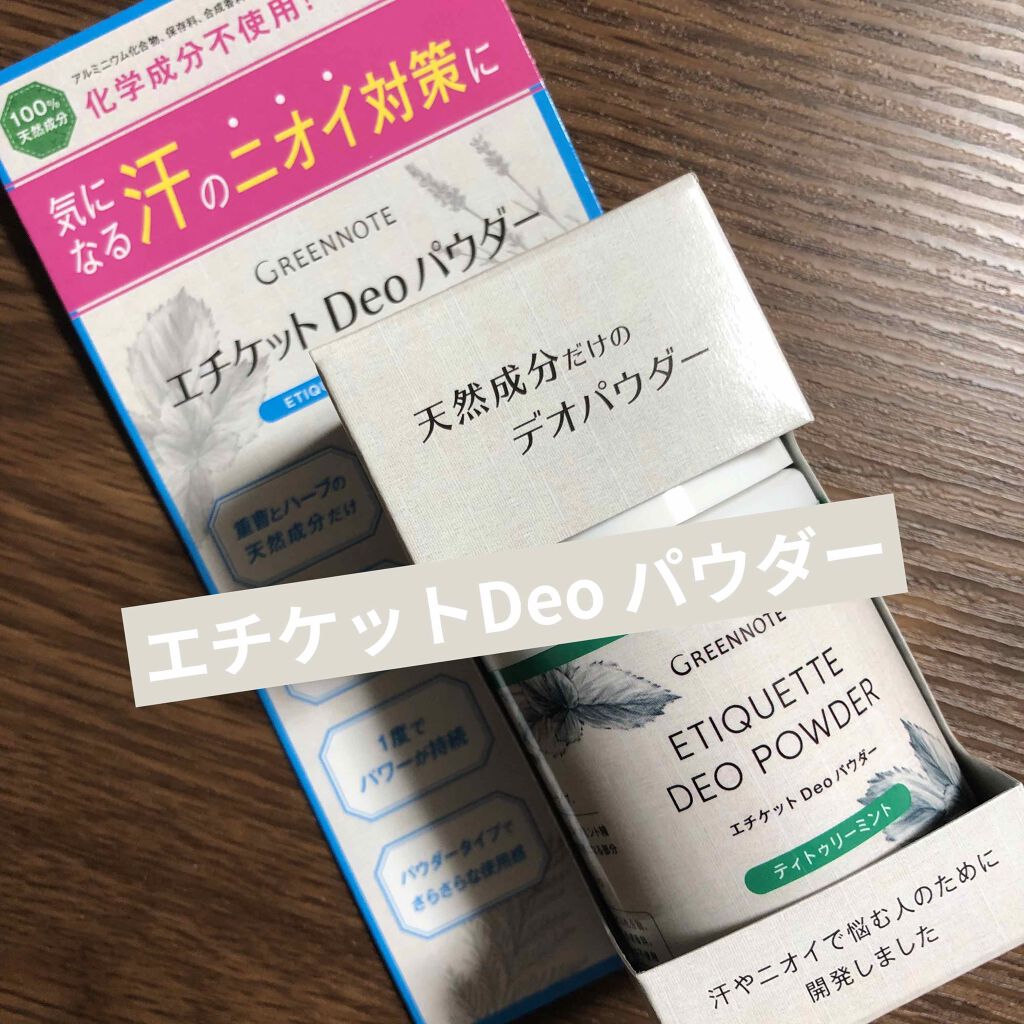 アルミニウム化合物、保存料、合成香料
化学成分不使用!
100%
天然成分
気に
なる
汗のニオイ対策に
GREENNOTE
エチケットDeoパウダー
ETIQU
重曹とハーブの
天然成分だけ
1度で
パワーが持続
パウダータイプで
さらさらな使用感
天然成分だけの
デオパウダー
エチケットDeo パウダー
GREENNOTE
ETIQUETTE
DEO POWDER
エチケットDeoパウダー
ティトゥリーミント
汗やニオイで悩む人のために
開発しました